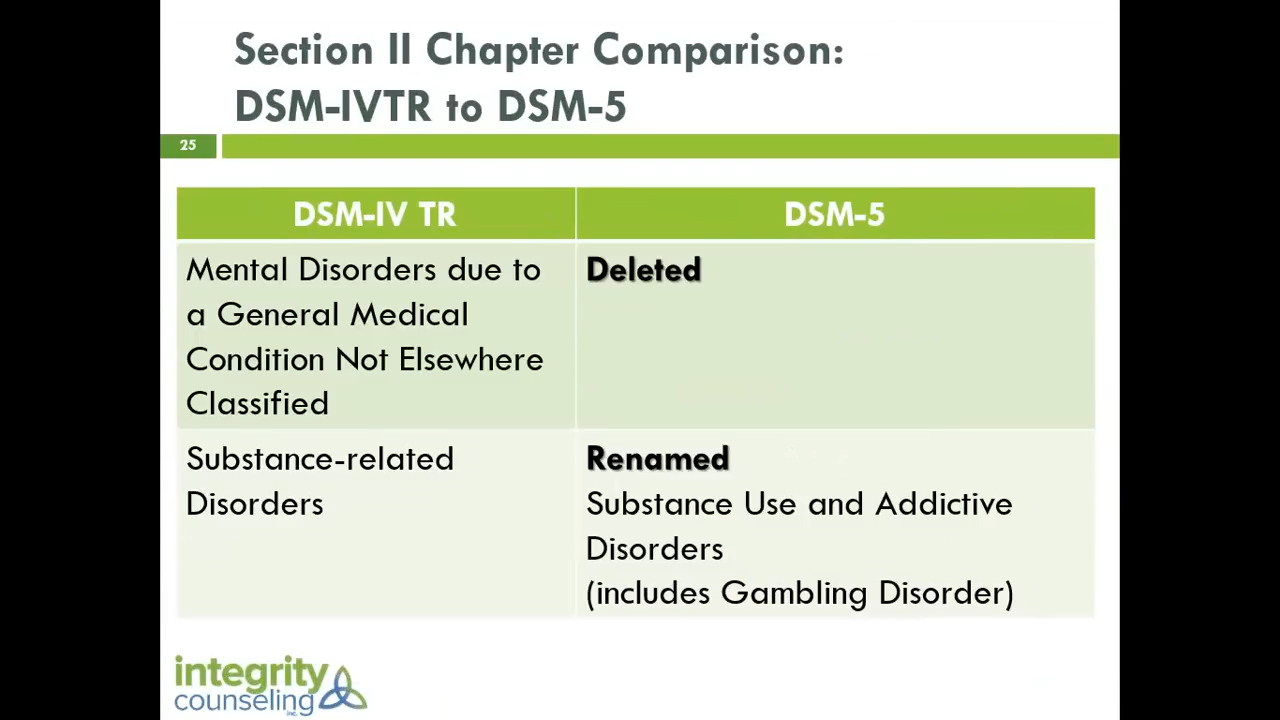 Section II Chapter Comparison:
DSM-IVTR to DSM-5
25
DSM-IV TR
DSM-5
Mental Disorders due to
a General Medical
Condition Not Elsewhere
Classified
Deleted
Substance-related
Disorders
Renamed
Substance Use and Addictive
Disorders
(includes Gambling Disorder)
integrity
counseling
inc.